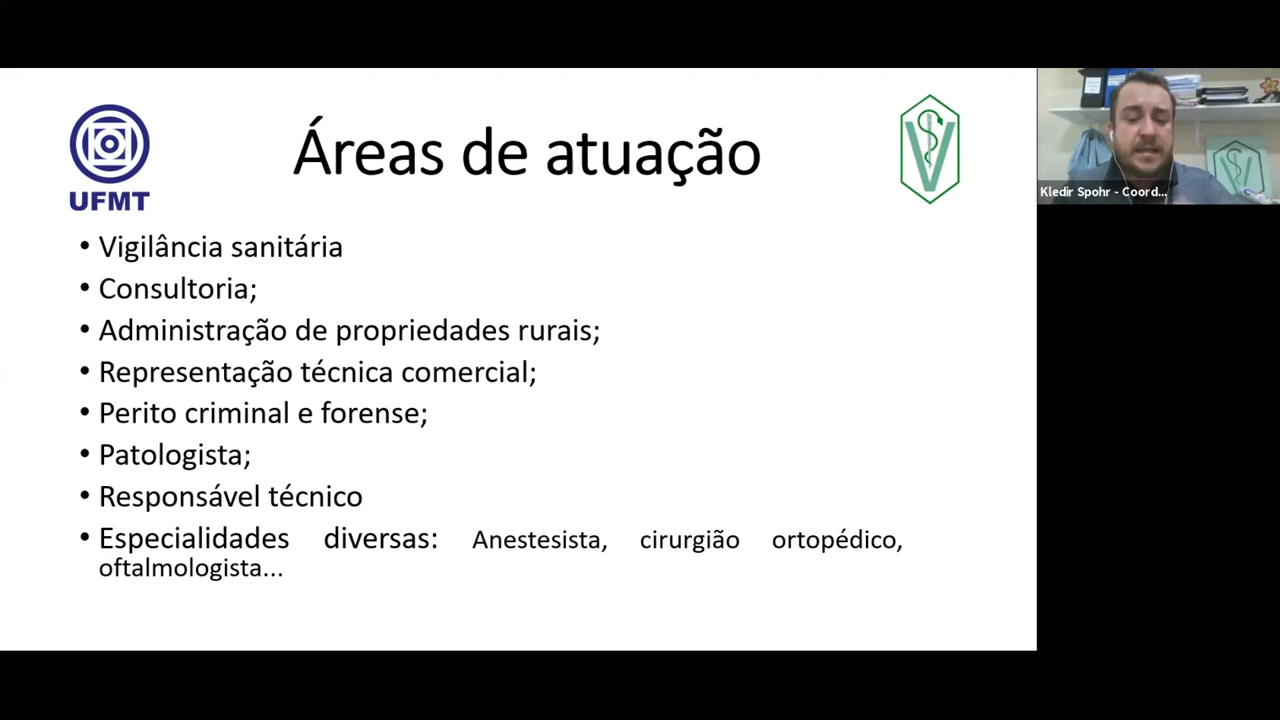 UFMT
Áreas de atuação
V
Kledir Spohr - Coord...
• Vigilância sanitária
• Consultoria;
• Administração de propriedades rurais;
• Representação técnica comercial;
• Perito criminal e forense;
• Patologista;
• Responsável técnico
• Especialidades diversas: Anestesista, cirurgião ortopédico,
oftalmologista...